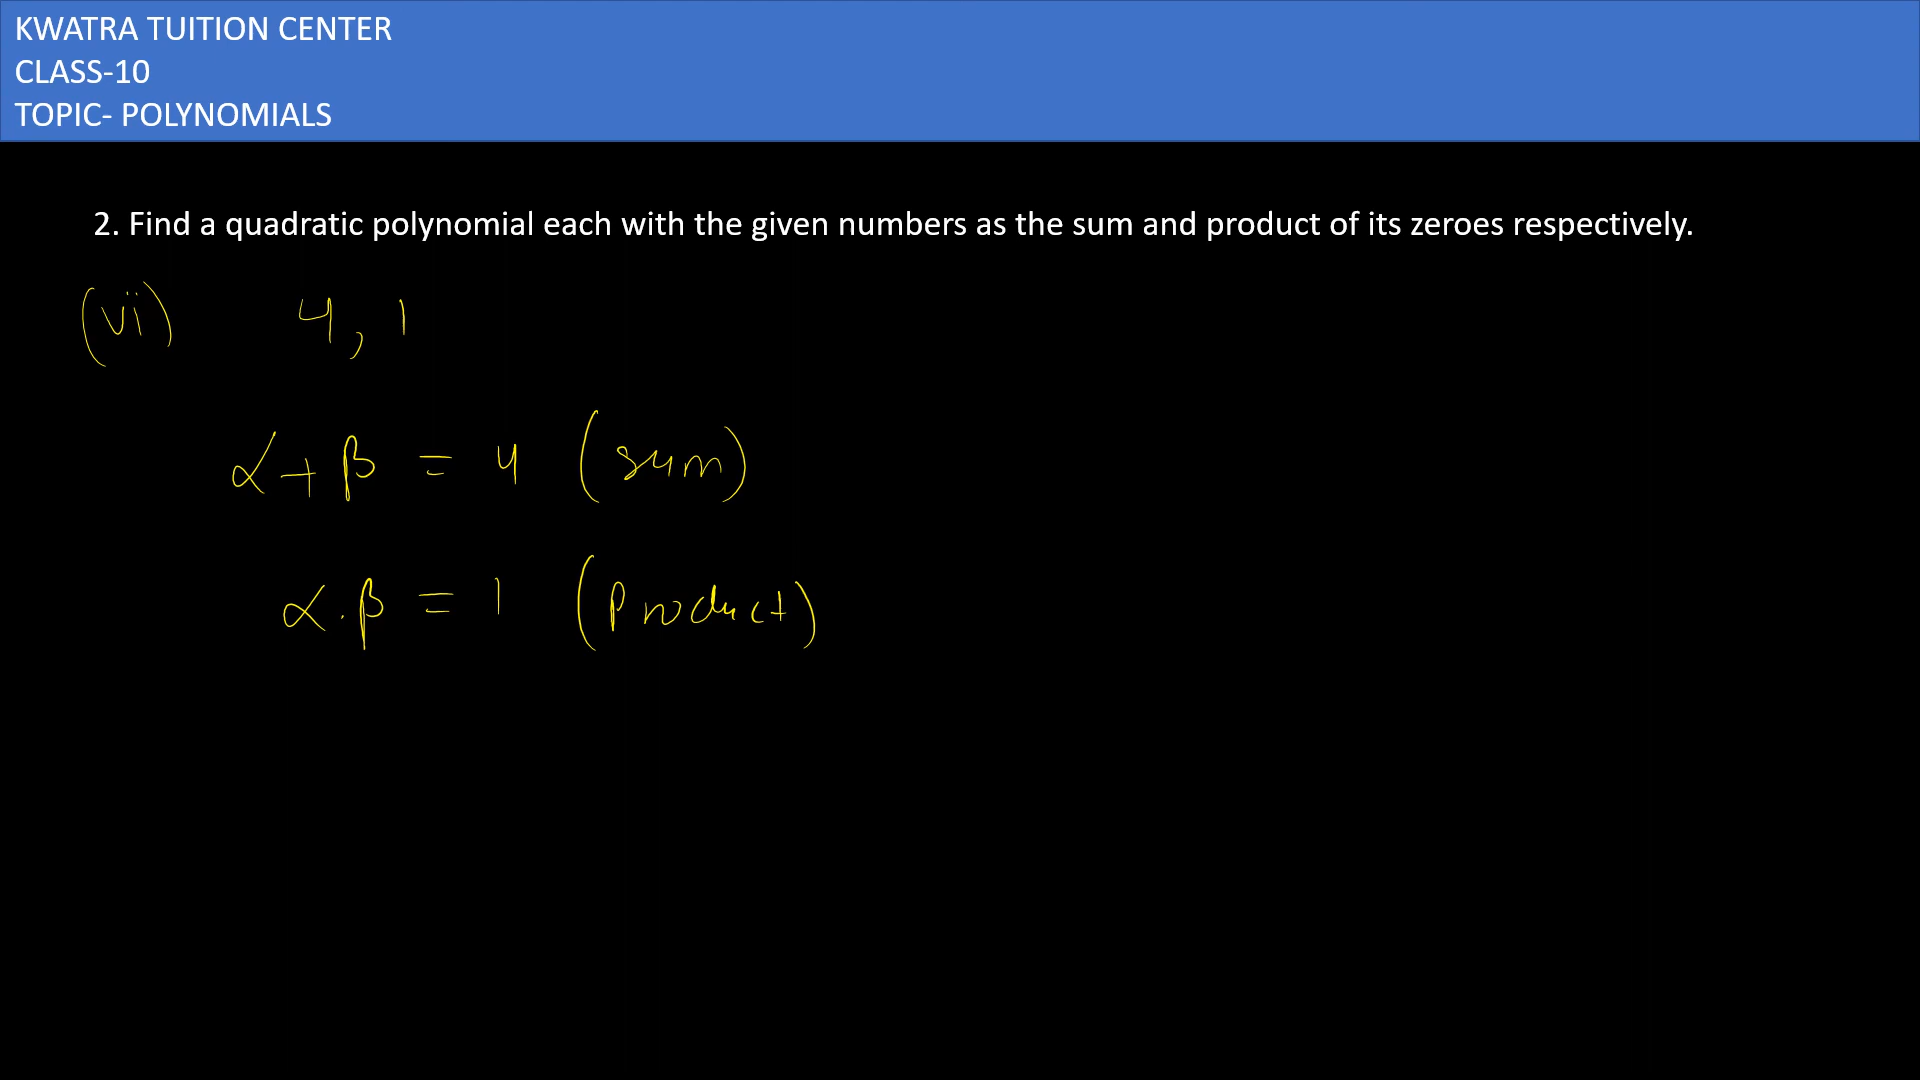 KWATRA TUITION CENTER
CLASS-10
TOPIC- POLYNOMIALS
2. Find a quadratic polynomial each with the given numbers as the sum and product of its zeroes respectively.
(vii) 4, 1
α+β = 4 (sum)
α.β = 1 (Product)